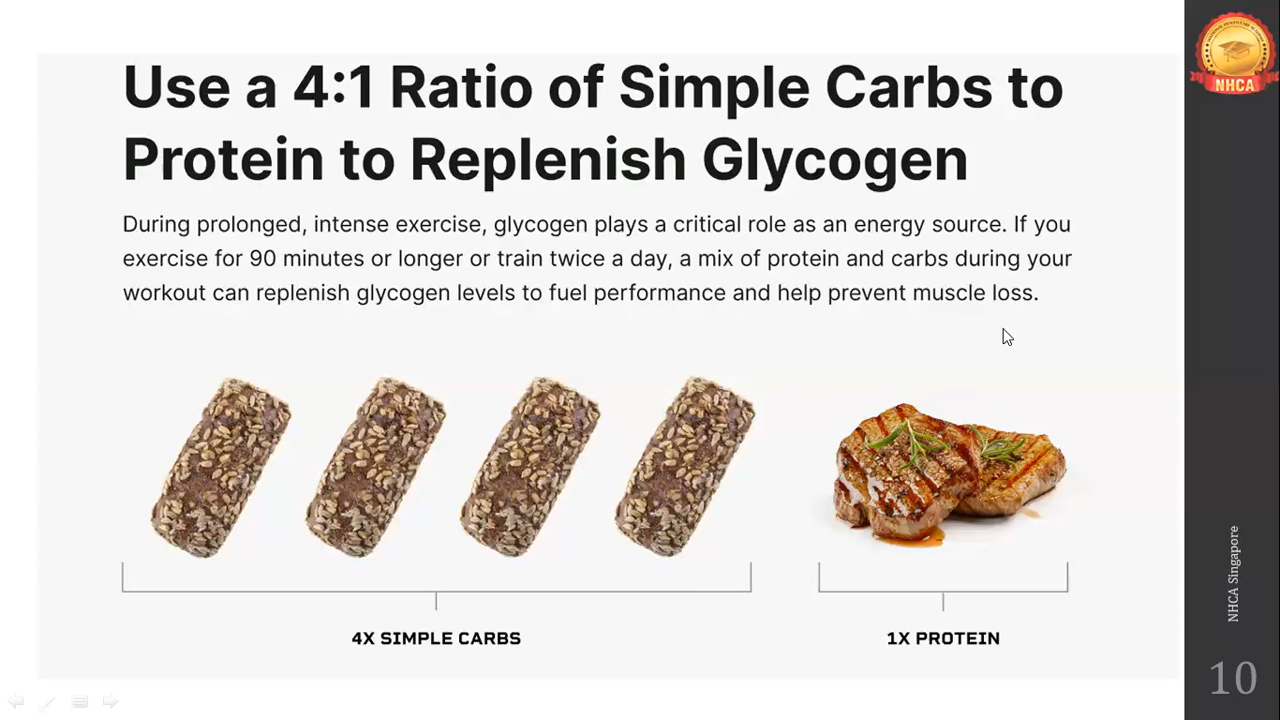 Use a 4:1 Ratio of Simple Carbs to
Protein to Replenish Glycogen
During prolonged, intense exercise, glycogen plays a critical role as an energy source. If you
exercise for 90 minutes or longer or train twice a day, a mix of protein and carbs during your
workout can replenish glycogen levels to fuel performance and help prevent muscle loss.
4X SIMPLE CARBS
1X PROTEIN
NHCA
NHCA Singapore
10